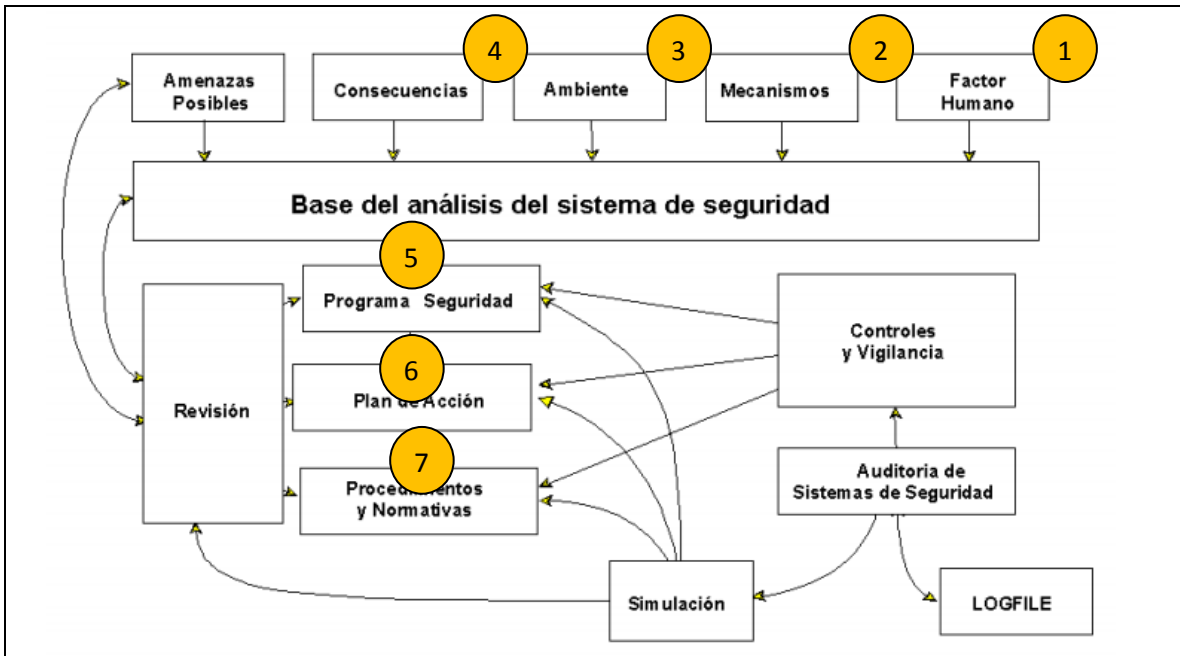 4
3
2
1
Amenazas
Posibles
Consecuencias
Ambiente
Mecanismos
Factor
Humano
Base del análisis del sistema de seguridad
5
Programa Seguridad
Controles
y Vigilancia
6
Plan de Acción
Revisión
7
Procedimientos
y Normativas
Auditoria de
Sistemas de Seguridad
Simulación
LOGFILE